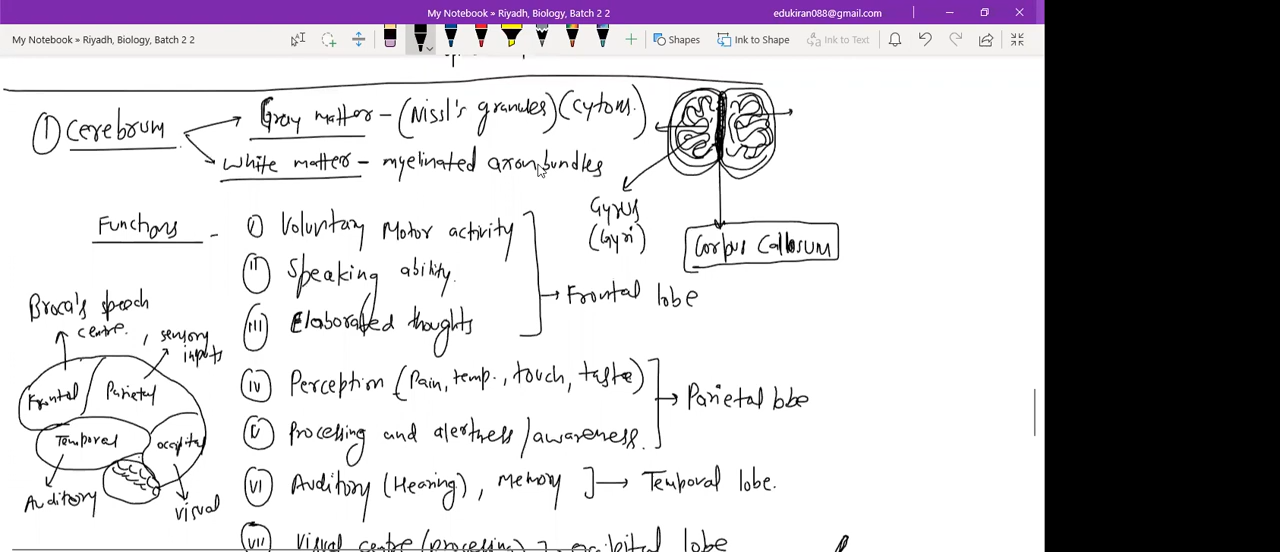 My Notebook » Riyadh, Biology, Batch 2 2
edukiran088@gmail.com
My Notebook » Riyadh, Biology, Batch 2 2
Shapes
Ink to Shape
Ink to Text
① Cerebrum
Grey matter - (Nissl's granules) (cytons)
White matter - myelinated axon bundles
Gyrus
(Gyri)
Corpus Callosum
Functions -
I Voluntary Motor activity
II Speaking ability.
III Elaborated thoughts
Frontal lobe
IV Perception (Pain, temp., touch, taste)
V Processing and alertness/awareness.
Parietal lobe
VI Auditory (Hearing), Memory ] → Temporal lobe.
VII Visual centre (processing) → occipital lobe
Broca's speech
centre.
, sensory
inputs
Frontal
Parietal
Temporal
occipital
Auditory
Visual